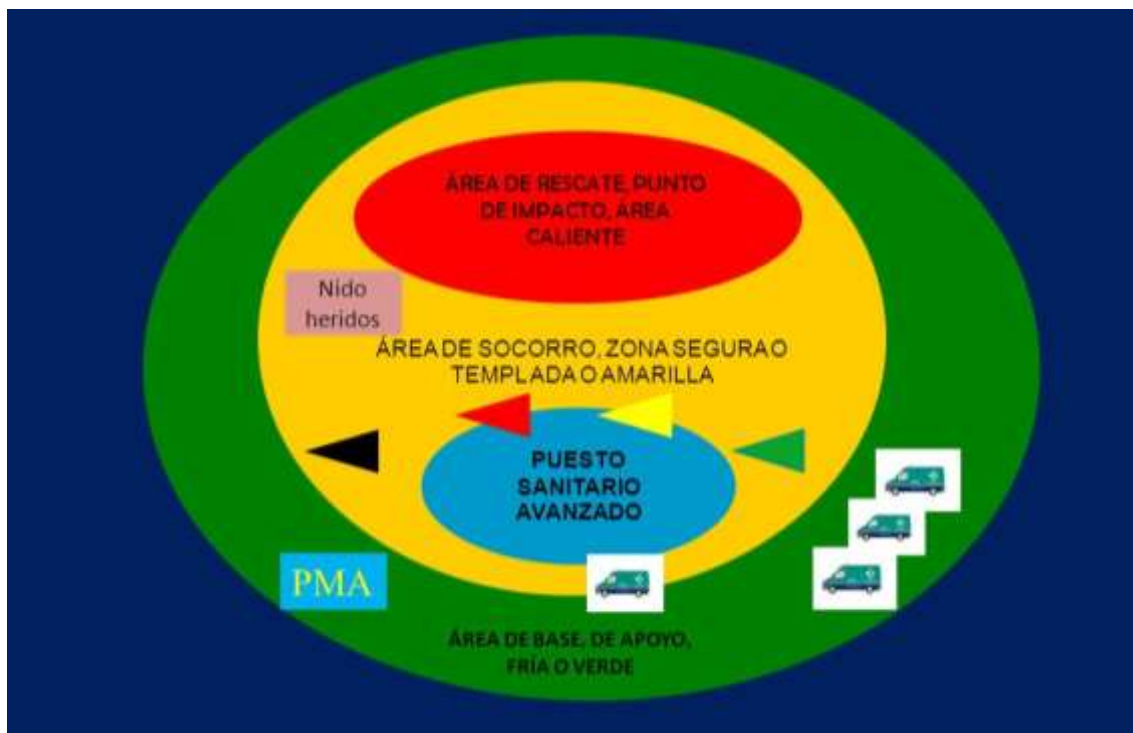 ÁREA DE RESCATE, PUNTO
DE IMPACTO, ÁREA
CALIENTE
Nido
heridos
ÁREA DE SOCORRO, ZONA SEGURA O
TEMPLADA O AMARILLA
PUESTO
SANITARIO
AVANZADO
PMA
ÁREA DE BASE, DE APOYO,
FRÍA O VERDE